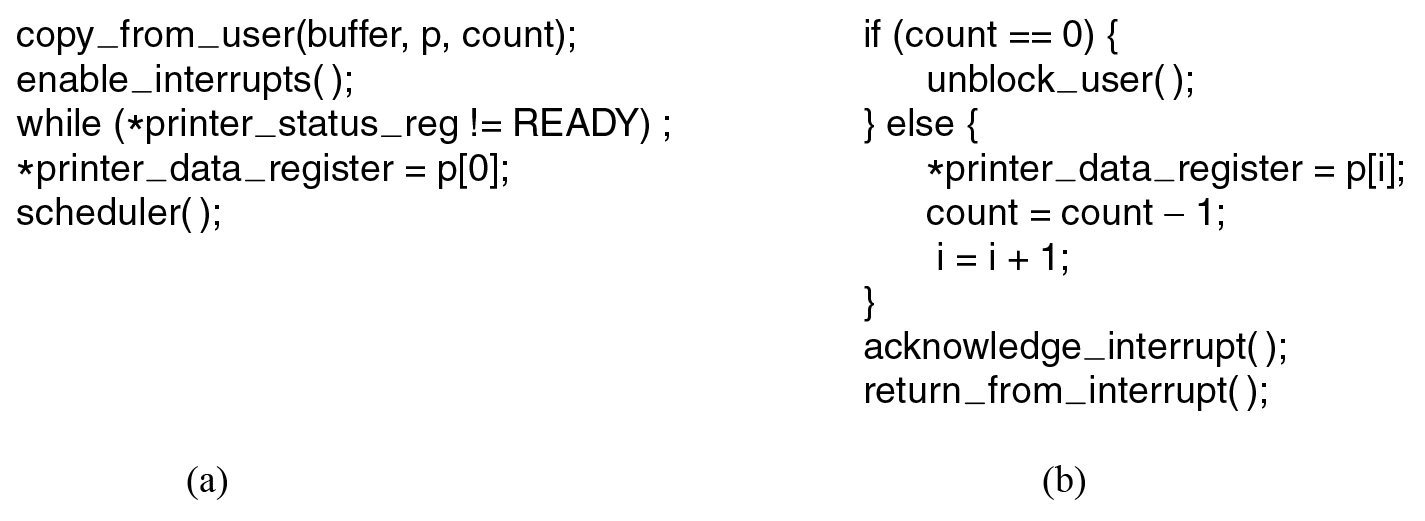 copy_from_user(buffer, p, count);
enable_interrupts( );
while (*printer_status_reg != READY) ;
*printer_data_register = p[0];
scheduler( );
(a)
if (count == 0) {
unblock_user( );
} else {
*printer_data_register = p[i];
count = count – 1;
i = i + 1;
}
acknowledge_interrupt( );
return_from_interrupt( );
(b)